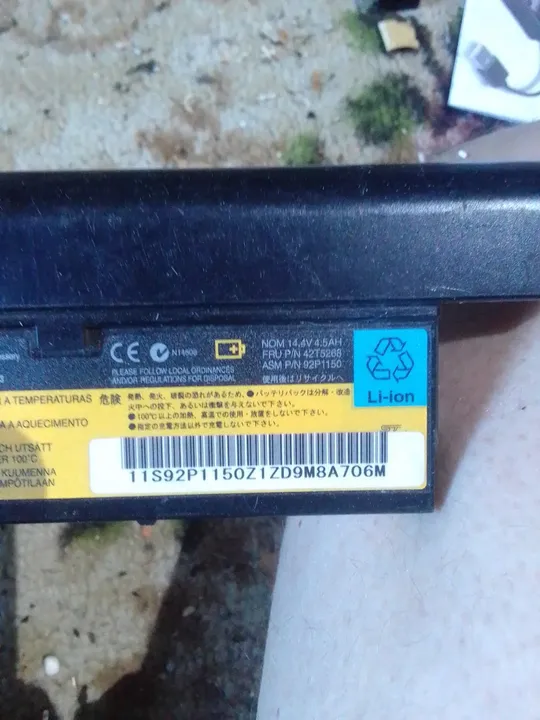 N14909
NOM 14.4V 4.5AH
FRU P/N 42T5268
ASM P/N 92P1150
PLEASE FOLLOW LOCAL ORDINANCES
AND/OR REGULATIONS FOR DISPOSAL
使用後はリサイクルへ
Li-ion
A TEMPERATURAS
A AQUECIMENTO
UTSÄTT
100°C
KUUMENNA
危険 発熱、発火、破裂の恐れがあるため、●バッテリパックは分解・改造
火中への投下、あるいは衝撃を与えないで下さい。
●100℃以上の加熱、高温での使用・放置をしないで下さい。
●指定の充電方法以外で充電しないで下さい。
11S92P1150Z1ZD9M8A706M